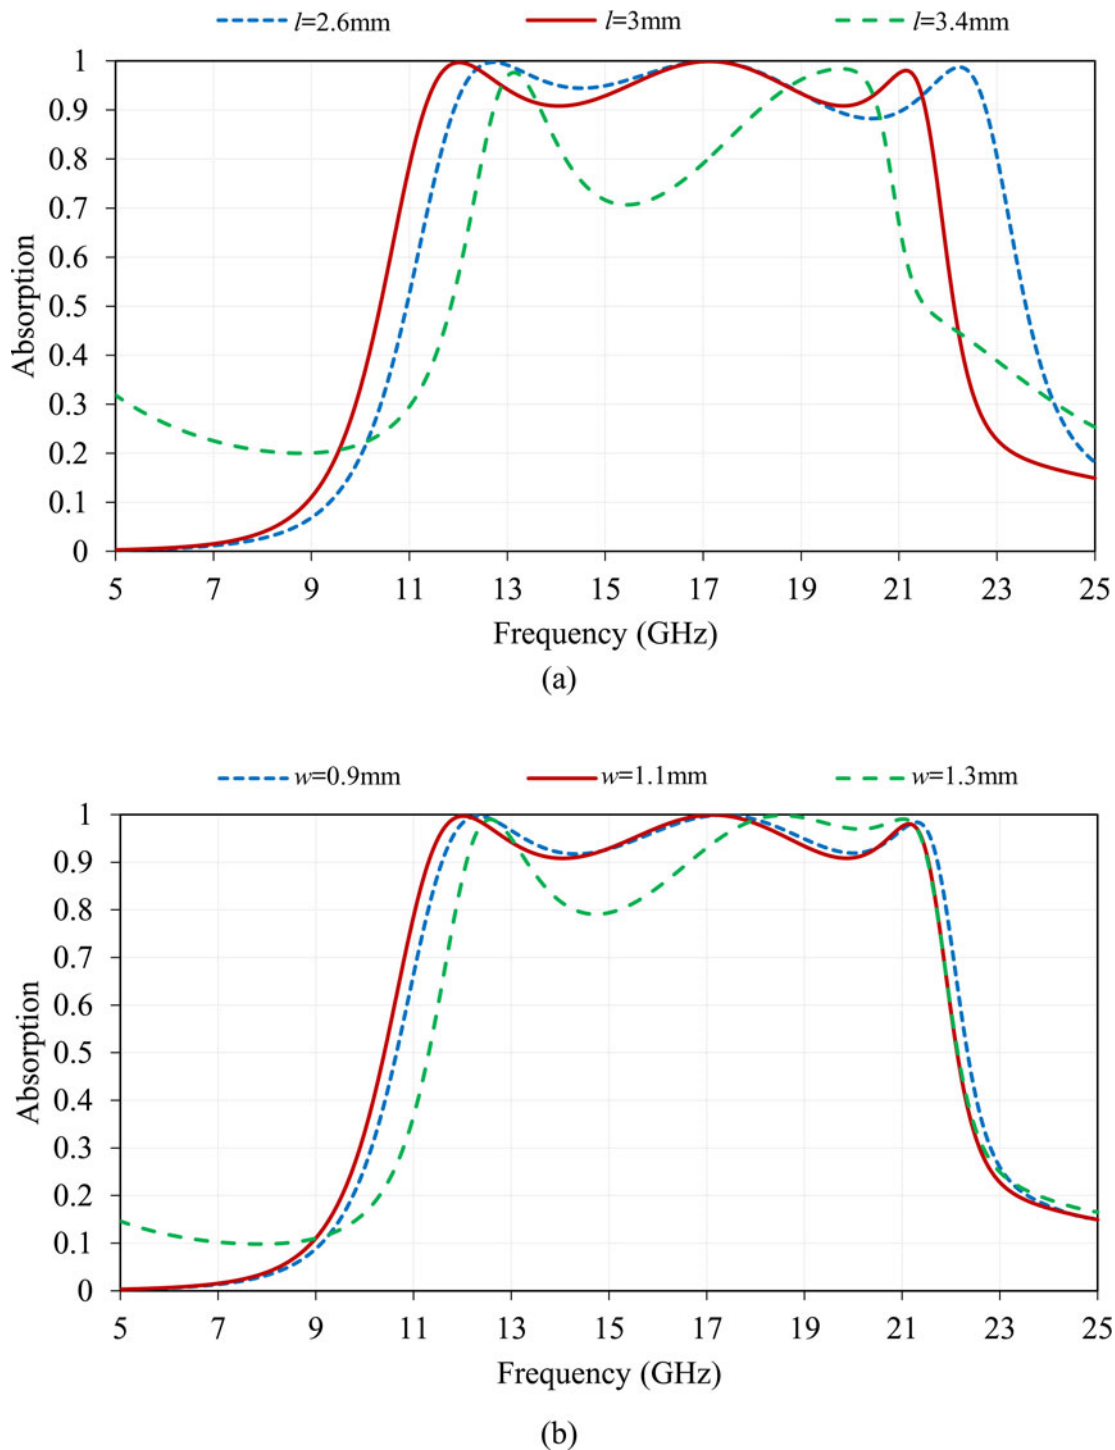 l=2.6mm l=3mm l=3.4mm
1
0.9
0.8
0.7
0.6
0.5
0.4
0.3
0.2
0.1
0
Absorption
5 7 9 11 13 15 17 19 21 23 25
Frequency (GHz)
(a)
w=0.9mm w=1.1mm w=1.3mm
1
0.9
0.8
0.7
0.6
0.5
0.4
0.3
0.2
0.1
0
Absorption
5 7 9 11 13 15 17 19 21 23 25
Frequency (GHz)
(b)